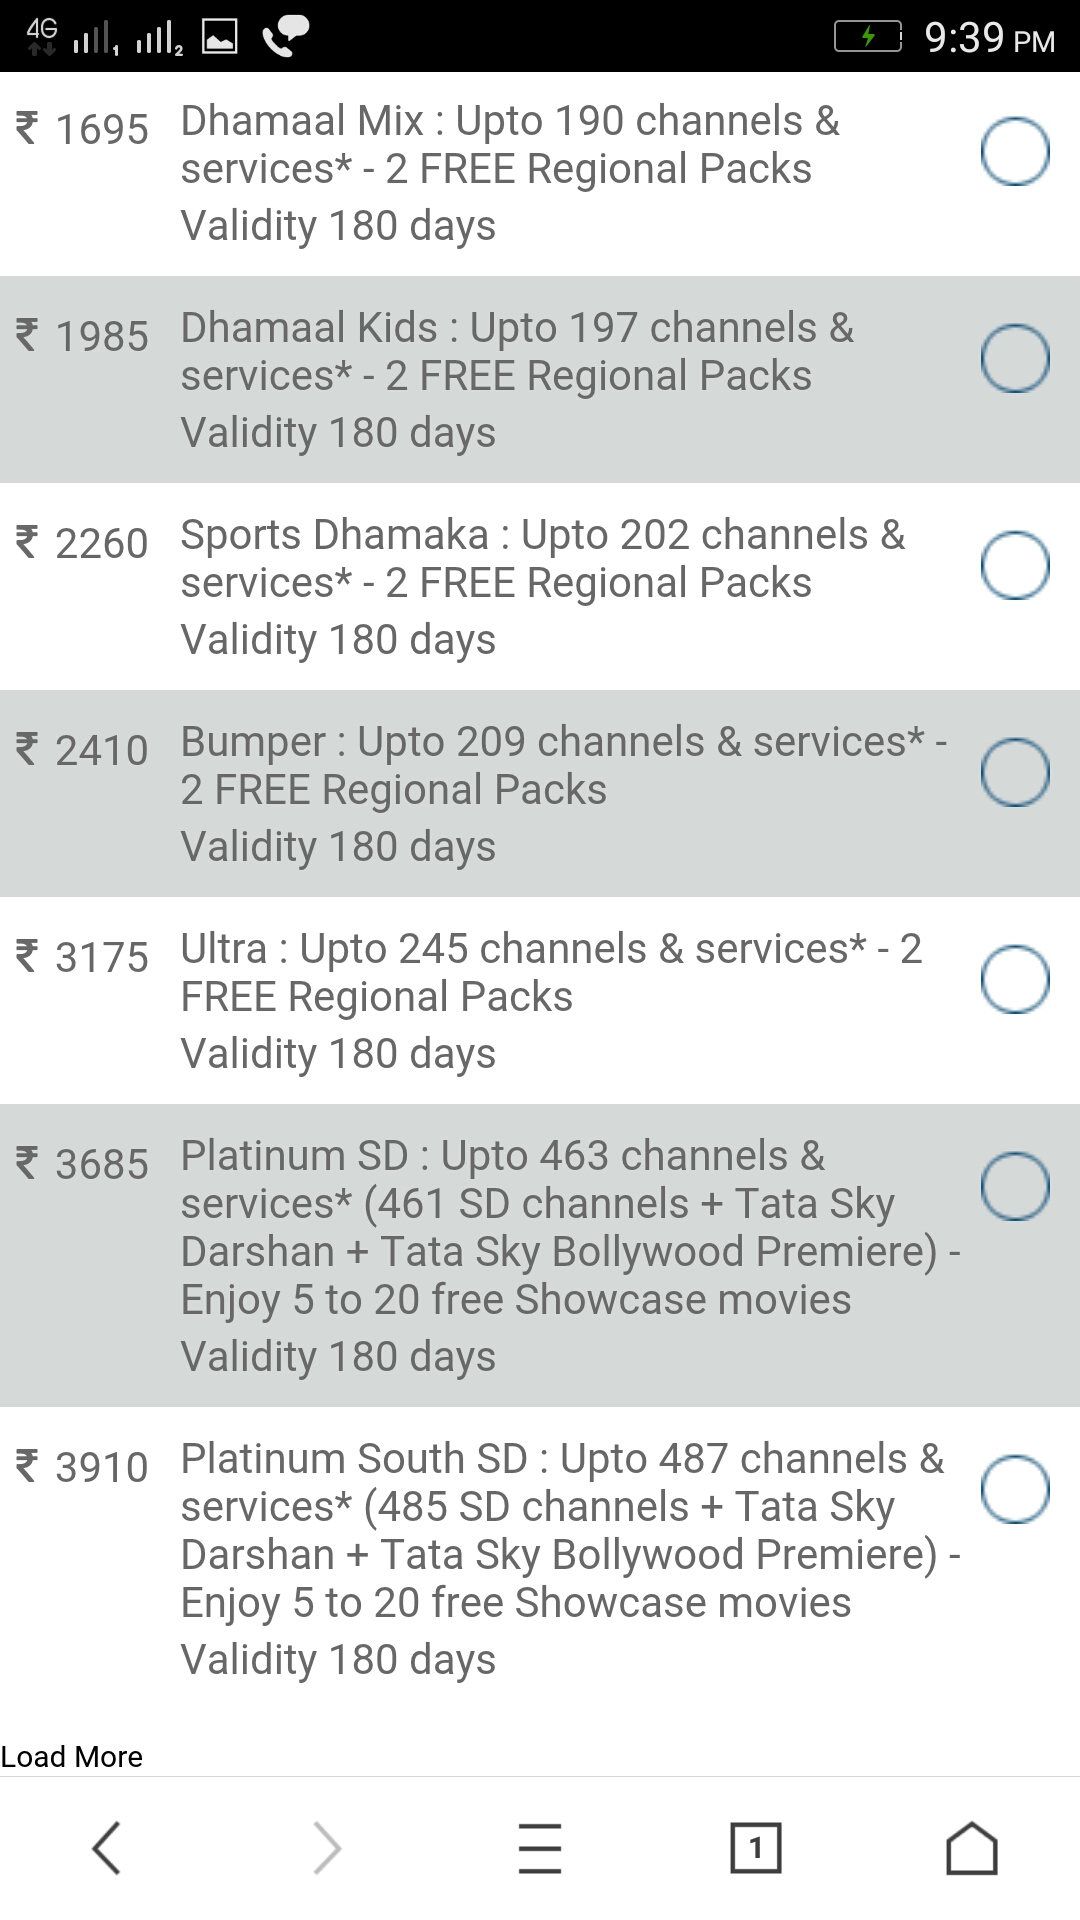 4G 1 2 9:39 PM
₹ 1695 Dhamaal Mix : Upto 190 channels &
services* - 2 FREE Regional Packs
Validity 180 days
₹ 1985 Dhamaal Kids : Upto 197 channels &
services* - 2 FREE Regional Packs
Validity 180 days
₹ 2260 Sports Dhamaka : Upto 202 channels &
services* - 2 FREE Regional Packs
Validity 180 days
₹ 2410 Bumper : Upto 209 channels & services* -
2 FREE Regional Packs
Validity 180 days
₹ 3175 Ultra : Upto 245 channels & services* - 2
FREE Regional Packs
Validity 180 days
₹ 3685 Platinum SD : Upto 463 channels &
services* (461 SD channels + Tata Sky
Darshan + Tata Sky Bollywood Premiere) -
Enjoy 5 to 20 free Showcase movies
Validity 180 days
₹ 3910 Platinum South SD : Upto 487 channels &
services* (485 SD channels + Tata Sky
Darshan + Tata Sky Bollywood Premiere) -
Enjoy 5 to 20 free Showcase movies
Validity 180 days
Load More
1